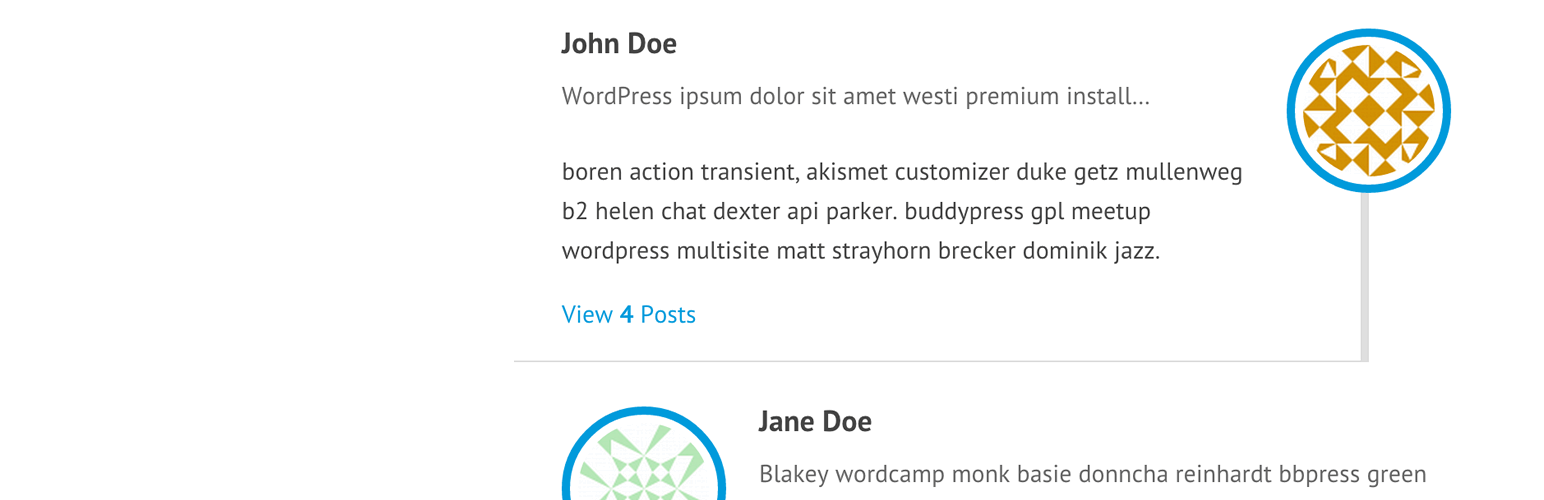 John Doe
WordPress ipsum dolor sit amet westi premium install...
boren action transient, akismet customizer duke getz mullenweg
b2 helen chat dexter api parker. buddypress gpl meetup
wordpress multisite matt strayhorn brecker dominik jazz.
View 4 Posts
Jane Doe
Blakey wordcamp monk basie donncha reinhardt bbpress green